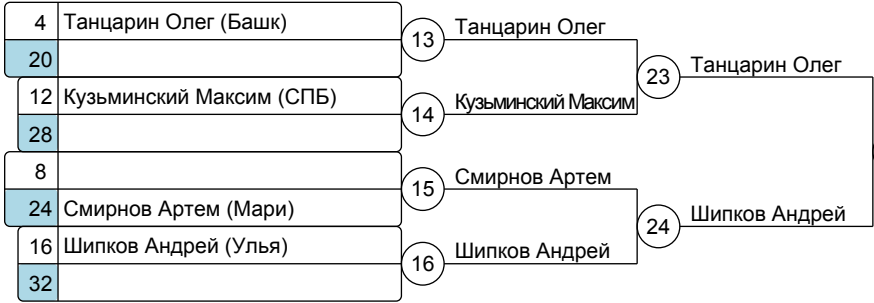 4 Танцарин Олег (Башк)
20
12 Кузьминский Максим (СПБ)
28
8
24 Смирнов Артем (Мари)
16 Шипков Андрей (Улья)
32
13 Танцарин Олег
14 Кузьминский Максим
15 Смирнов Артем
16 Шипков Андрей
23 Танцарин Олег
24 Шипков Андрей